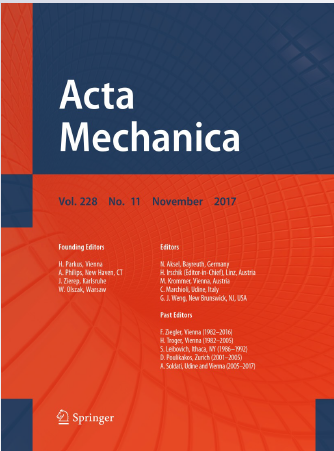 Acta
Mechanica
Vol. 228 No. 11 November 2017
Founding Editors
H. Parkus, Vienna
A. Philips, New Haven, CT
J. Zierep, Karlsruhe
W. Olszak, Warsaw
Editors
N. Aksel, Bayreuth, Germany
H. Irschik (Editor-in-Chief), Linz, Austria
M. Krommer, Vienna, Austria
C. Marchioli, Udine, Italy
G. J. Weng, New Brunswick, NJ, USA
Past Editors
F. Ziegler, Vienna (1982–2016)
H. Troger, Vienna (1982–2005)
S. Leibovich, Ithaca, NY (1986–1992)
D. Poulikakos, Zurich (2001–2005)
A. Soldati, Udine and Vienna (2005–2017)
Springer